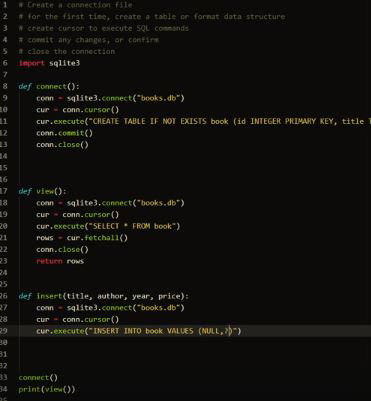 1 # Create a connection file
2 # for the first time, create a table or format data structure
3 # create cursor to execute SQL commands
4 # commit any changes, or confirm
5 # close the connection
6 import sqlite3
7
8 def connect():
9 conn = sqlite3.connect("books.db")
10 cur = conn.cursor()
11 cur.execute("CREATE TABLE IF NOT EXISTS book (id INTEGER PRIMARY KEY, title T
12 conn.commit()
13 conn.close()
14
15
16
17 def view():
18 conn = sqlite3.connect("books.db")
19 cur = conn.cursor()
20 cur.execute("SELECT * FROM book")
21 rows = cur.fetchall()
22 conn.close()
23 return rows
24
25
26 def insert(title, author, year, price):
27 conn = sqlite3.connect("books.db")
28 cur = conn.cursor()
29 cur.execute("INSERT INTO book VALUES (NULL,?)")
30
31
32
33 connect()
34 print(view())
35